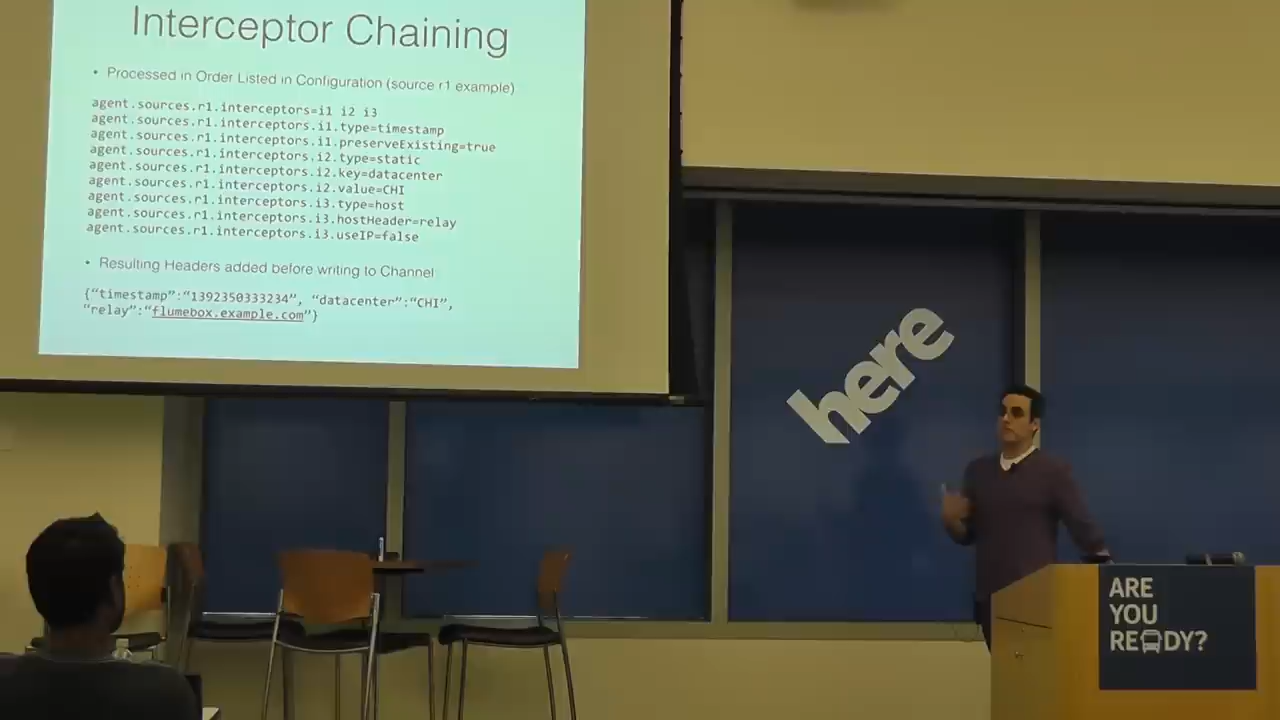 Interceptor Chaining
• Processed in Order Listed in Configuration (source r1 example)
agent.sources.r1.interceptors=i1 i2 i3
agent.sources.r1.interceptors.i1.type=timestamp
agent.sources.r1.interceptors.i1.preserveExisting=true
agent.sources.r1.interceptors.i2.type=static
agent.sources.r1.interceptors.i2.key=datacenter
agent.sources.r1.interceptors.i2.value=CHI
agent.sources.r1.interceptors.i3.type=host
agent.sources.r1.interceptors.i3.hostHeader=relay
agent.sources.r1.interceptors.i3.useIP=false
• Resulting Headers added before writing to Channel
{“timestamp”:“1392350333234”, “datacenter”:“CHI”,
“relay”:“flumebox.example.com”}
here
ARE
YOU
READY?